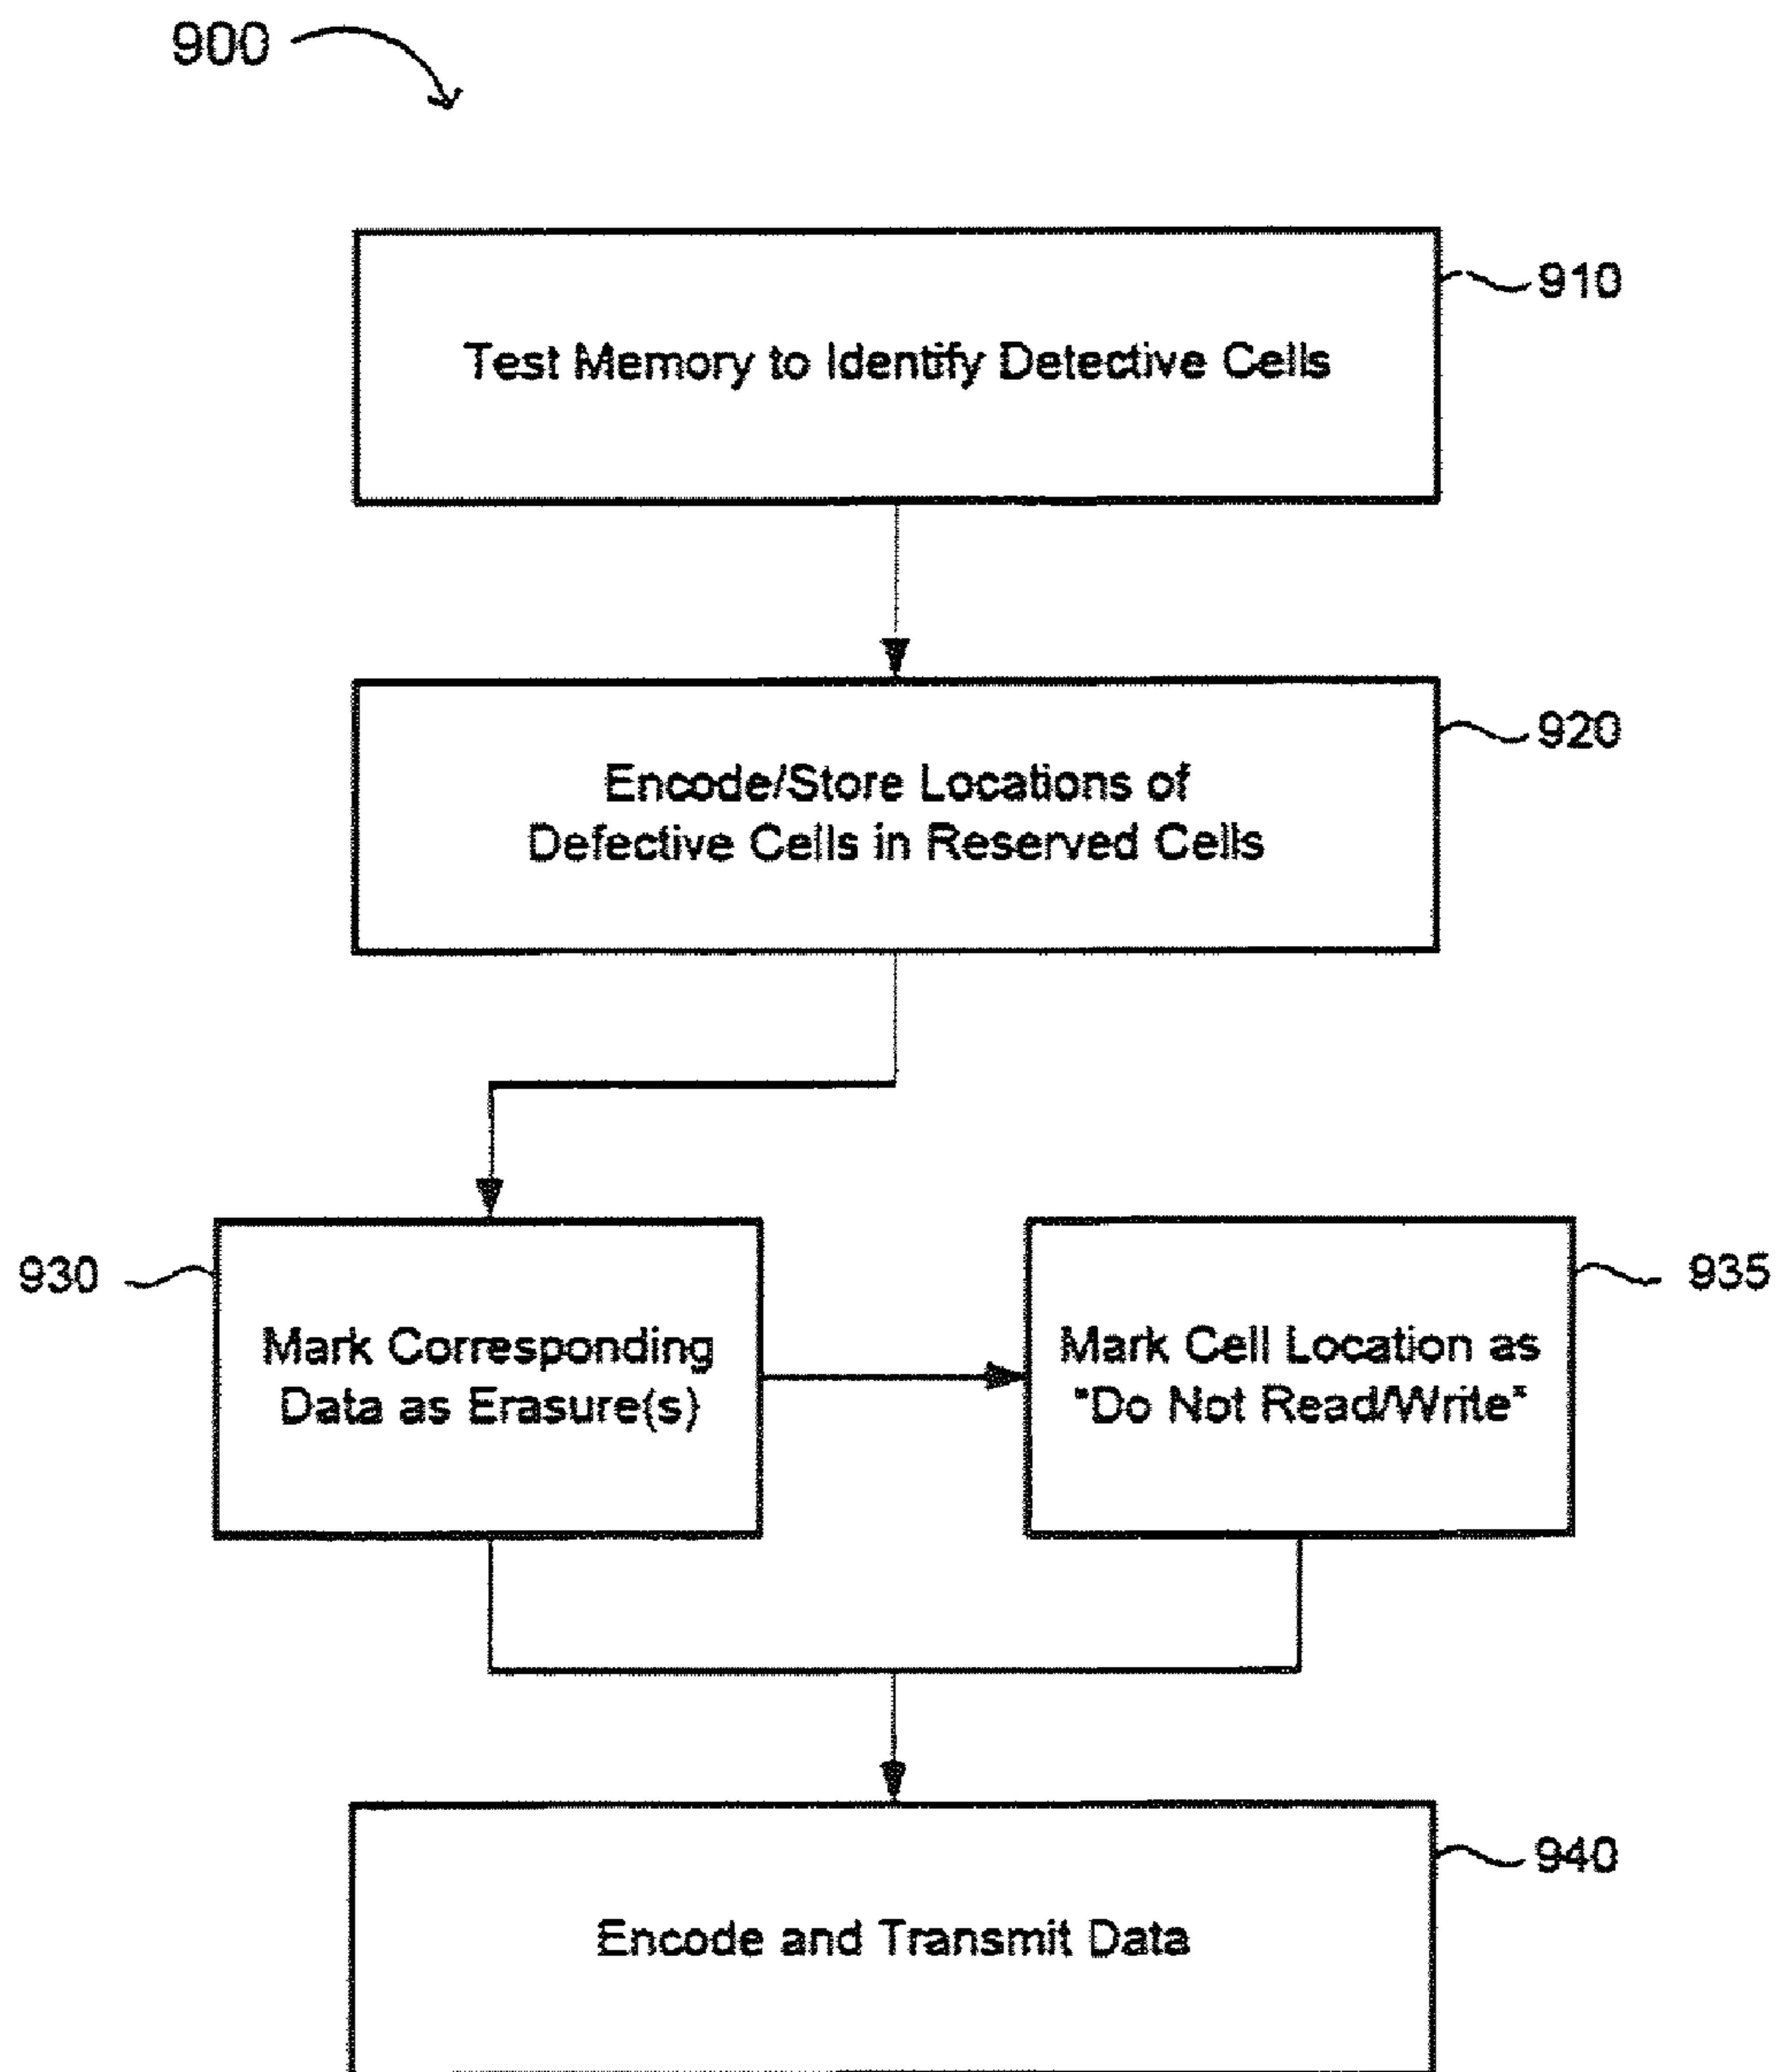 900
910
Test Memory to Identify Detective Cells
920
Encode/Store Locations of
Defective Cells in Reserved Cells
930
935
Mark Corresponding
Data as Erasure(s)
Mark Cell Location as
"Do Not Read/Write"
940
Encode and Transmit Data